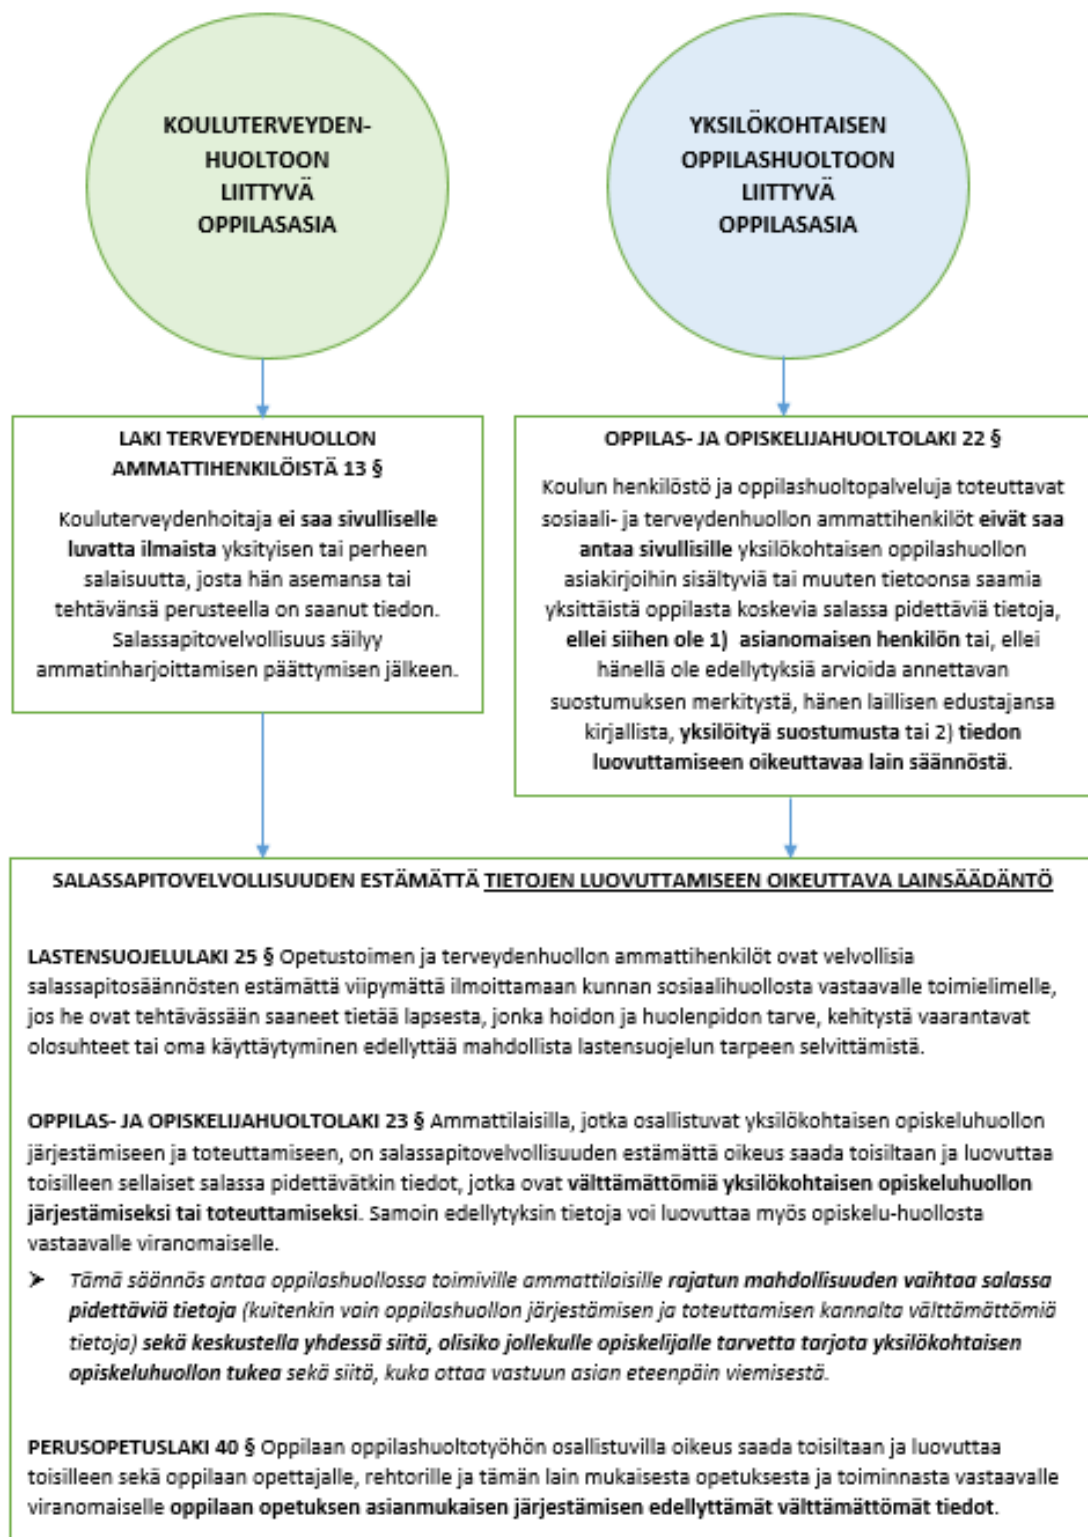 KOULUTERVEYDEN-
HUOLTOON
LIITTYVÄ
OPPILASASIA
YKSILÖKOHTAISEN
OPPILASHUOLTOON
LIITTYVÄ
OPPILASASIA
LAKI TERVEYDENHUOLLON
AMMATTIHENKILÖISTÄ 13 §
Kouluterveydenhoitaja ei saa sivulliselle
luvatta ilmaista yksityisen tai perheen
salaisuutta, josta hän asemansa tai
tehtävänsä perusteella on saanut tiedon.
Salassapitovelvollisuus säilyy
ammatinharjoittamisen päättymisen jälkeen.
OPPILAS- JA OPISKELIJAHUOLTOLAKI 22 §
Koulun henkilöstö ja oppilashuoltopalveluja toteuttavat
sosiaali- ja terveydenhuollon ammattihenkilöt eivät saa
antaa sivullisille yksilökohtaisen oppilashuollon
asiakirjoihin sisältyviä tai muuten tietoonsa saamia
yksittäistä oppilasta koskevia salassa pidettäviä tietoja,
ellei siihen ole 1) asianomaisen henkilön tai, ellei
hänellä ole edellytyksiä arvioida annettavan
suostumuksen merkitystä, hänen laillisen edustajansa
kirjallista, yksilöityä suostumusta tai 2) tiedon
luovuttamiseen oikeuttavaa lain säännöstä.
SALASSAPITOVELVOLLISUUDEN ESTÄMÄTTÄ TIETOJEN LUOVUTTAMISEEN OIKEUTTAVA LAINSÄÄDÄNTÖ
LASTENSUOJELULAKI 25 § Opetustoimen ja terveydenhuollon ammattihenkilöt ovat velvollisia
salassapitosäännösten estämättä viipymättä ilmoittamaan kunnan sosiaalihuollosta vastaavalle toimielimelle,
jos he ovat tehtävässään saaneet tietää lapsesta, jonka hoidon ja huolenpidon tarve, kehitystä vaarantavat
olosuhteet tai oma käyttäytyminen edellyttää mahdollista lastensuojelun tarpeen selvittämistä.
OPPILAS- JA OPISKELIJAHUOLTOLAKI 23 § Ammattilaisilla, jotka osallistuvat yksilökohtaisen opiskeluhuollon
järjestämiseen ja toteuttamiseen, on salassapitovelvollisuuden estämättä oikeus saada toisiltaan ja luovuttaa
toisilleen sellaiset salassa pidettävätkin tiedot, jotka ovat välttämättömiä yksilökohtaisen opiskeluhuollon
järjestämiseksi tai toteuttamiseksi. Samoin edellytyksin tietoja voi luovuttaa myös opiskelu-huollosta
vastaavalle viranomaiselle.
➤ Tämä säännös antaa oppilashuollossa toimiville ammattilaisille rajatun mahdollisuuden vaihtaa salassa
pidettäviä tietoja (kuitenkin vain oppilashuollon järjestämisen ja toteuttamisen kannalta välttämättömiä
tietoja) sekä keskustella yhdessä siitä, olisiko jollekulle opiskelijalle tarvetta tarjota yksilökohtaisen
opiskeluhuollon tukea sekä siitä, kuka ottaa vastuun asian eteenpäin viemisestä.
PERUSOPETUSLAKI 40 § Oppilaan oppilashuoltotyöhön osallistuvilla oikeus saada toisiltaan ja luovuttaa
toisilleen sekä oppilaan opettajalle, rehtorille ja tämän lain mukaisesta opetuksesta ja toiminnasta vastaavalle
viranomaiselle oppilaan opetuksen asianmukaisen järjestämisen edellyttämät välttämättömät tiedot.